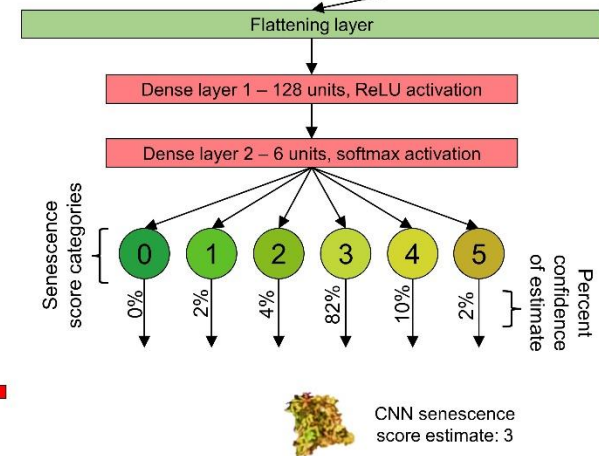 Flattening layer
Dense layer 1 – 128 units, ReLU activation
Dense layer 2 – 6 units, softmax activation
Senescence
score categories
0
1
2
3
4
5
0%
2%
4%
82%
10%
2%
Percent
confidence
of estimate
CNN senescence
score estimate: 3